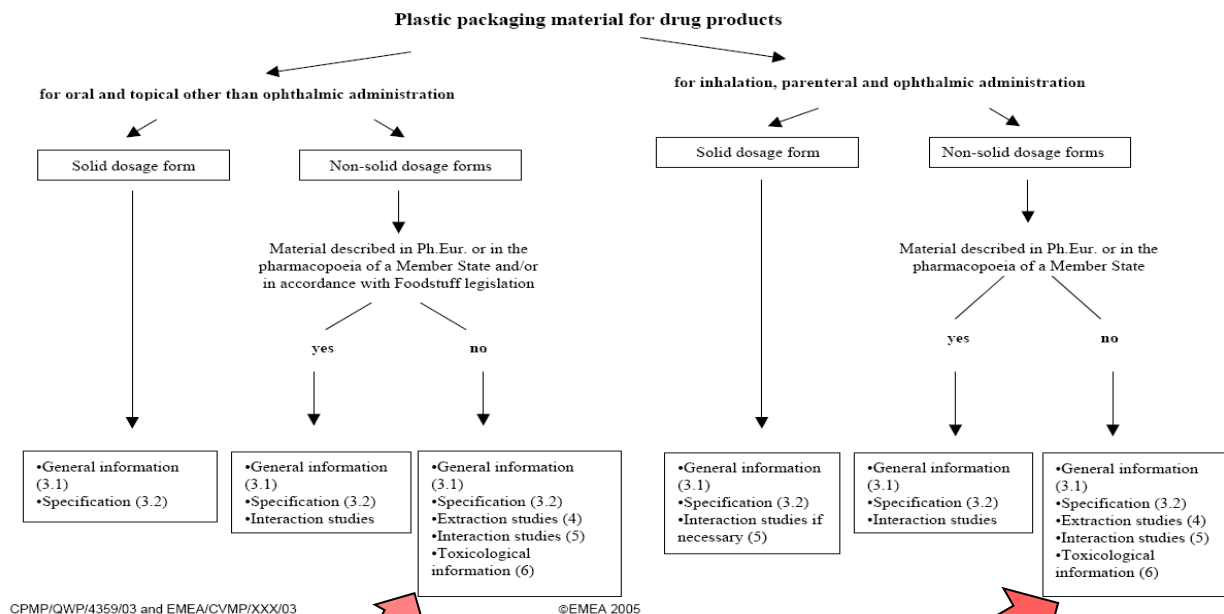 Plastic packaging material for drug products
for oral and topical other than ophthalmic administration
for inhalation, parenteral and ophthalmic administration
Solid dosage form
Non-solid dosage forms
Solid dosage form
Non-solid dosage forms
Material described in Ph.Eur. or in the
pharmacopoeia of a Member State and/or
in accordance with Foodstuff legislation
Material described in Ph.Eur. or in the
pharmacopoeia of a Member State
yes
no
yes
no
•General information
(3.1)
•Specification (3.2)
•General information
(3.1)
•Specification (3.2)
•Interaction studies
•General information
(3.1)
•Specification (3.2)
•Extraction studies (4)
•Interaction studies (5)
•Toxicological
information (6)
•General information
(3.1)
•Specification (3.2)
•Interaction studies if
necessary (5)
•General information
(3.1)
•Specification (3.2)
•Interaction studies
•General information
(3.1)
•Specification (3.2)
•Extraction studies (4)
•Interaction studies (5)
•Toxicological
information (6)
CPMP/QWP/4359/03 and EMEA/CVMP/XXX/03
©EMEA 2005